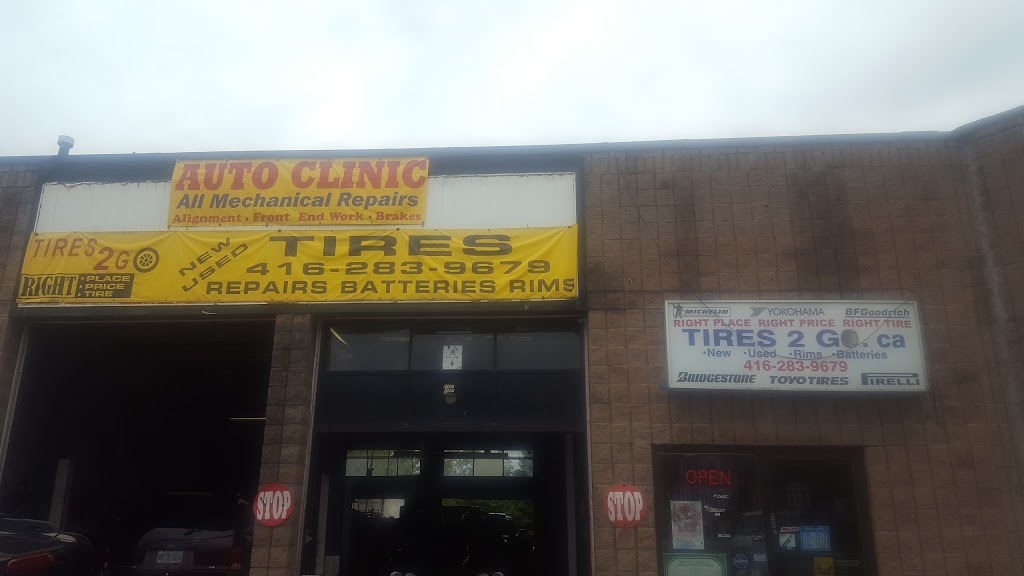 AUTO CLINIC
All Mechanical Repairs
Alignment · Front End Work · Brakes
TIRES 2 GO
RIGHT PLACE PRICE TIRE
NEW USED
TIRES
416-283-9679
REPAIRS BATTERIES RIMS
MICHELIN YOKOHAMA BFGoodrich
RIGHT PLACE RIGHT PRICE RIGHT TIRE
TIRES 2 GO.ca
•New •Used •Rims •Batteries
416-283-9679
BRIDGESTONE TOYO TIRES PIRELLI
STOP
STOP
OPEN